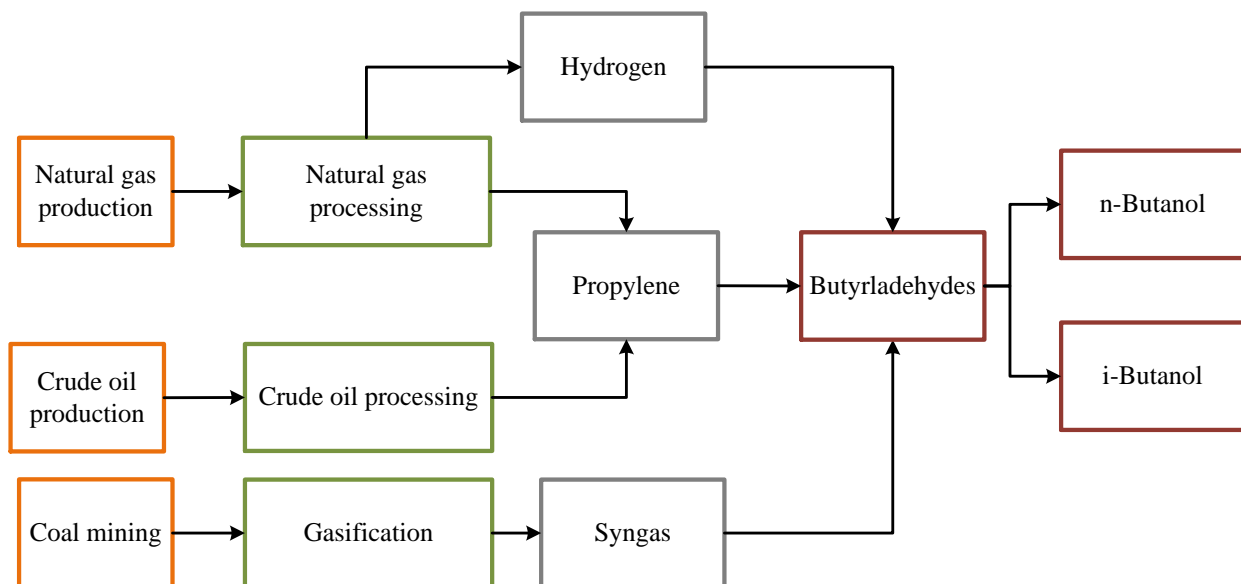 Hydrogen
Natural gas
production
Natural gas
processing
n-Butanol
Propylene
Butyrladehydes
Crude oil
production
Crude oil processing
i-Butanol
Coal mining
Gasification
Syngas